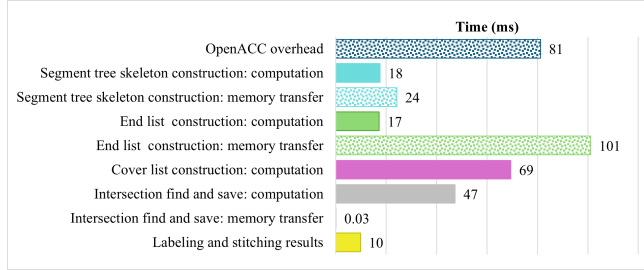 Time (ms)
OpenACC overhead 81
Segment tree skeleton construction: computation 18
Segment tree skeleton construction: memory transfer 24
End list construction: computation 17
End list construction: memory transfer 101
Cover list construction: computation 69
Intersection find and save: computation 47
Intersection find and save: memory transfer 0.03
Labeling and stitching results 10